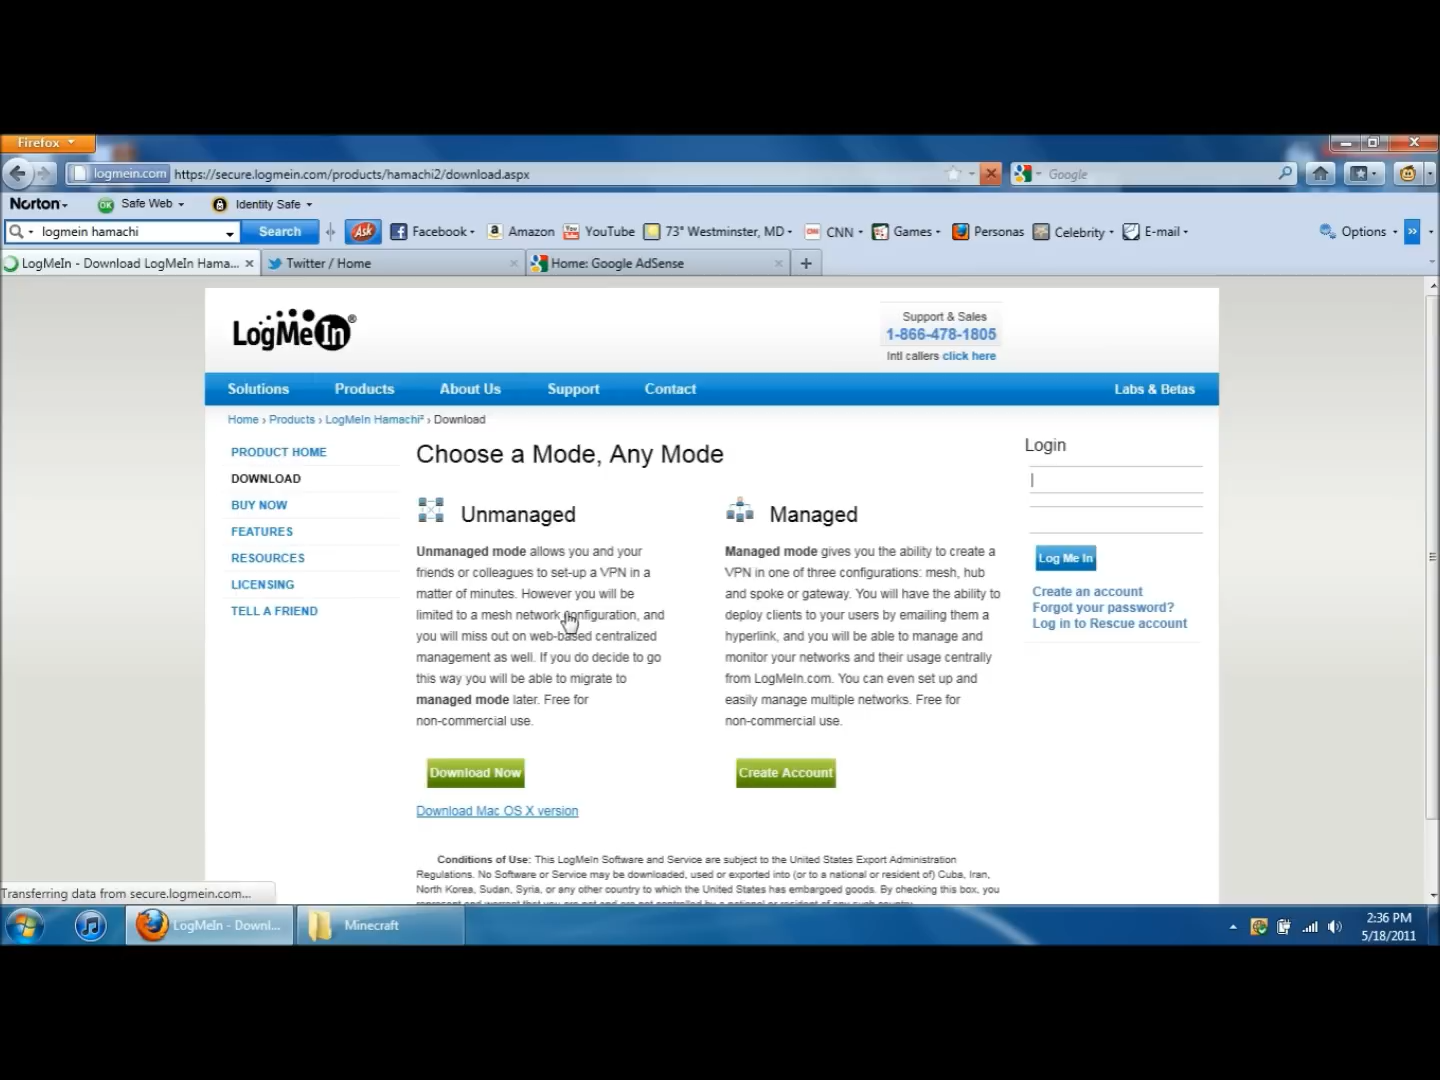 Firefox
logmein.com https://secure.logmein.com/products/hamachi2/download.aspx
Google
Norton
OK Safe Web
Identity Safe
logmein hamachi
Search
Ask
Facebook
Amazon
YouTube
73° Westminster, MD
CNN
Games
Personas
Celebrity
E-mail
Options
LogMeIn - Download LogMeIn Hama...
Twitter / Home
Home: Google AdSense
LogMeIn®
Support & Sales
1-866-478-1805
Intl callers click here
Solutions
Products
About Us
Support
Contact
Labs & Betas
Home › Products › LogMeIn Hamachi² › Download
PRODUCT HOME
DOWNLOAD
BUY NOW
FEATURES
RESOURCES
LICENSING
TELL A FRIEND
Choose a Mode, Any Mode
Unmanaged
Unmanaged mode allows you and your
friends or colleagues to set-up a VPN in a
matter of minutes. However you will be
limited to a mesh network configuration, and
you will miss out on web-based centralized
management as well. If you do decide to go
this way you will be able to migrate to
managed mode later. Free for
non-commercial use.
Download Now
Download Mac OS X version
Managed
Managed mode gives you the ability to create a
VPN in one of three configurations: mesh, hub
and spoke or gateway. You will have the ability to
deploy clients to your users by emailing them a
hyperlink, and you will be able to manage and
monitor your networks and their usage centrally
from LogMeIn.com. You can even set up and
easily manage multiple networks. Free for
non-commercial use.
Create Account
Login
Log Me In
Create an account
Forgot your password?
Log in to Rescue account
Conditions of Use: This LogMeIn Software and Service are subject to the United States Export Administration
Regulations. No Software or Service may be downloaded, used or exported into (or to a national or resident of) Cuba, Iran,
North Korea, Sudan, Syria, or any other country to which the United States has embargoed goods. By checking this box, you
Transferring data from secure.logmein.com...
LogMeIn - Downl...
Minecraft
2:36 PM
5/18/2011